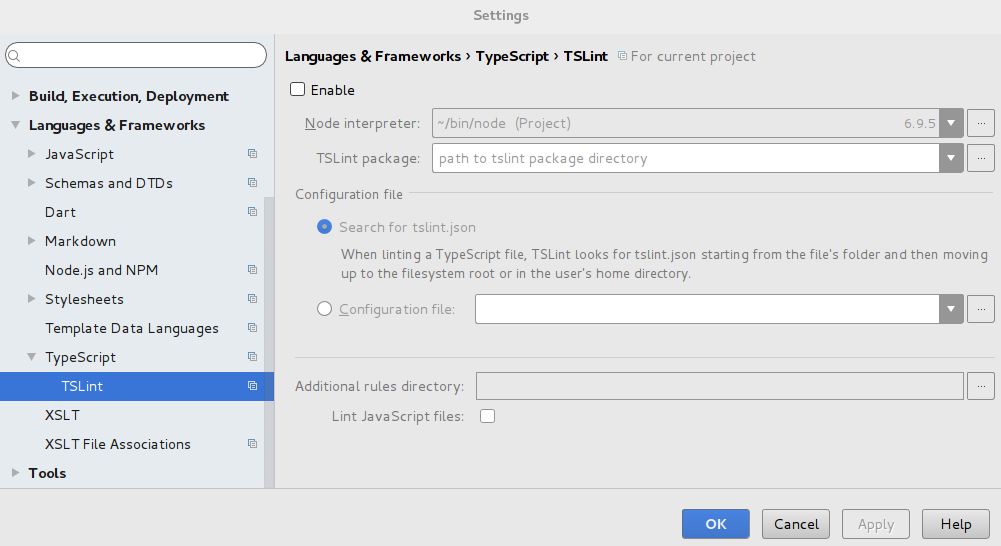 Settings
Build, Execution, Deployment
Languages & Frameworks
JavaScript
Schemas and DTDs
Dart
Markdown
Node.js and NPM
Stylesheets
Template Data Languages
TypeScript
TSLint
XSLT
XSLT File Associations
Tools
Languages & Frameworks › TypeScript › TSLint For current project
Enable
Node interpreter: ~/bin/node (Project) 6.9.5 ...
TSLint package: path to tslint package directory ...
Configuration file
Search for tslint.json
When linting a TypeScript file, TSLint looks for tslint.json starting from the file's folder and then moving
up to the filesystem root or in the user's home directory.
Configuration file: ...
Additional rules directory: ...
Lint JavaScript files:
OK Cancel Apply Help